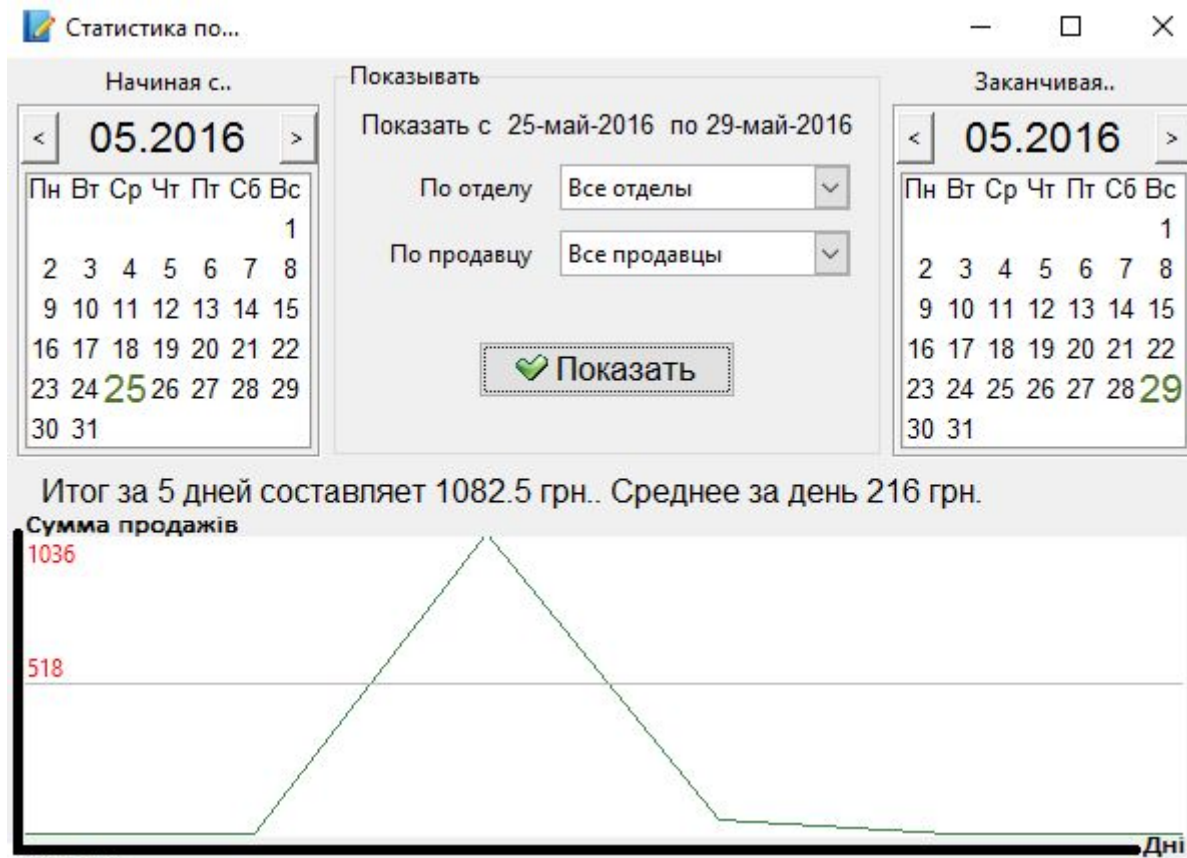 Статистика по...
Начиная с..
< 05.2016 >
Пн Вт Ср Чт Пт Сб Вс
1
2 3 4 5 6 7 8
9 10 11 12 13 14 15
16 17 18 19 20 21 22
23 24 25 26 27 28 29
30 31
Показывать
Показать с 25-май-2016 по 29-май-2016
По отделу Все отделы
По продавцу Все продавцы
Показать
Заканчивая..
< 05.2016 >
Пн Вт Ср Чт Пт Сб Вс
1
2 3 4 5 6 7 8
9 10 11 12 13 14 15
16 17 18 19 20 21 22
23 24 25 26 27 28 29
30 31
Итог за 5 дней составляет 1082.5 грн.. Среднее за день 216 грн.
Сумма продажів
1036
518
Дні